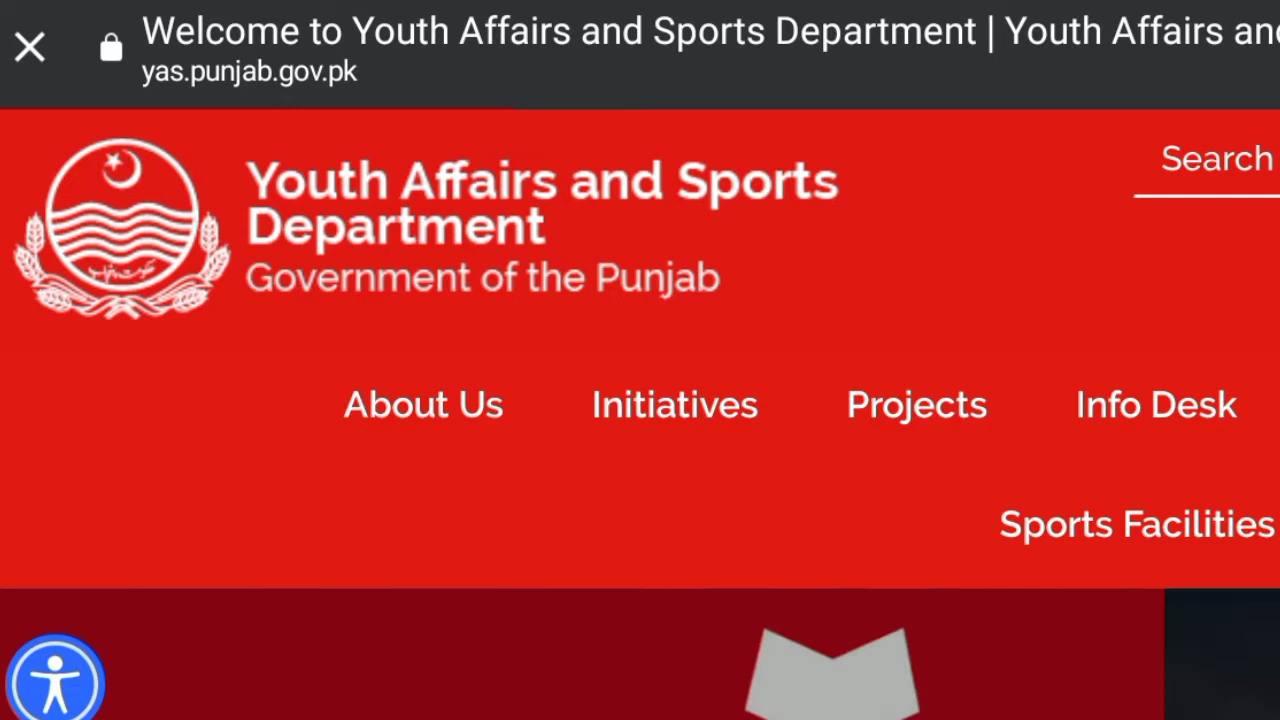 Welcome to Youth Affairs and Sports Department | Youth Affairs an
yas.punjab.gov.pk
Youth Affairs and Sports
Department
Government of the Punjab
Search
About Us Initiatives Projects Info Desk
Sports Facilities